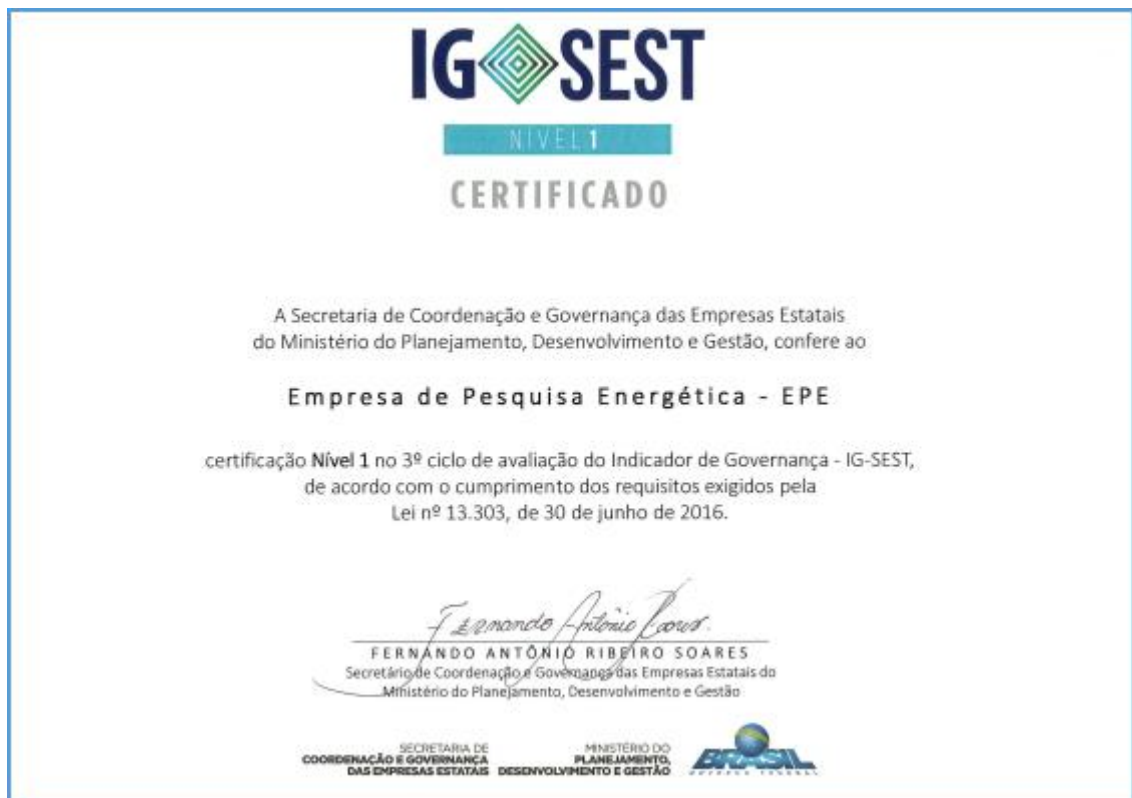 IG SEST
NÍVEL 1
CERTIFICADO
A Secretaria de Coordenação e Governança das Empresas Estatais
do Ministério do Planejamento, Desenvolvimento e Gestão, confere ao
Empresa de Pesquisa Energética - EPE
certificação Nível 1 no 3º ciclo de avaliação do Indicador de Governança - IG-SEST,
de acordo com o cumprimento dos requisitos exigidos pela
Lei nº 13.303, de 30 de junho de 2016.
Fernando Antônio Soares.
FERNANDO ANTÔNIO RIBEIRO SOARES
Secretário de Coordenação e Governança das Empresas Estatais do
Ministério do Planejamento, Desenvolvimento e Gestão
SECRETARIA DE
COORDENAÇÃO E GOVERNANÇA
DAS EMPRESAS ESTATAIS
MINISTÉRIO DO
PLANEJAMENTO,
DESENVOLVIMENTO E GESTÃO
BRASIL
GOVERNO FEDERAL